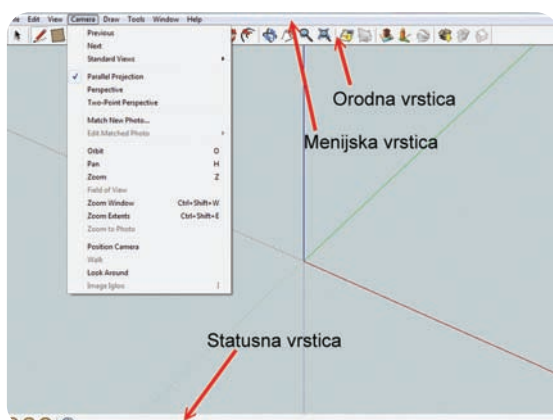 Edit View Camera Draw Tools Window Help
Previous
Next
Standard Views
Parallel Projection
Perspective
Two-Point Perspective
Match New Photo...
Edit Matched Photo
Orbit O
Pan H
Zoom Z
Field of View
Zoom Window Ctrl+Shift+W
Zoom Extents Ctrl+Shift+E
Zoom to Photo
Position Camera
Walk
Look Around
Image Igloo I
Orodna vrstica
Menijska vrstica
Statusna vrstica